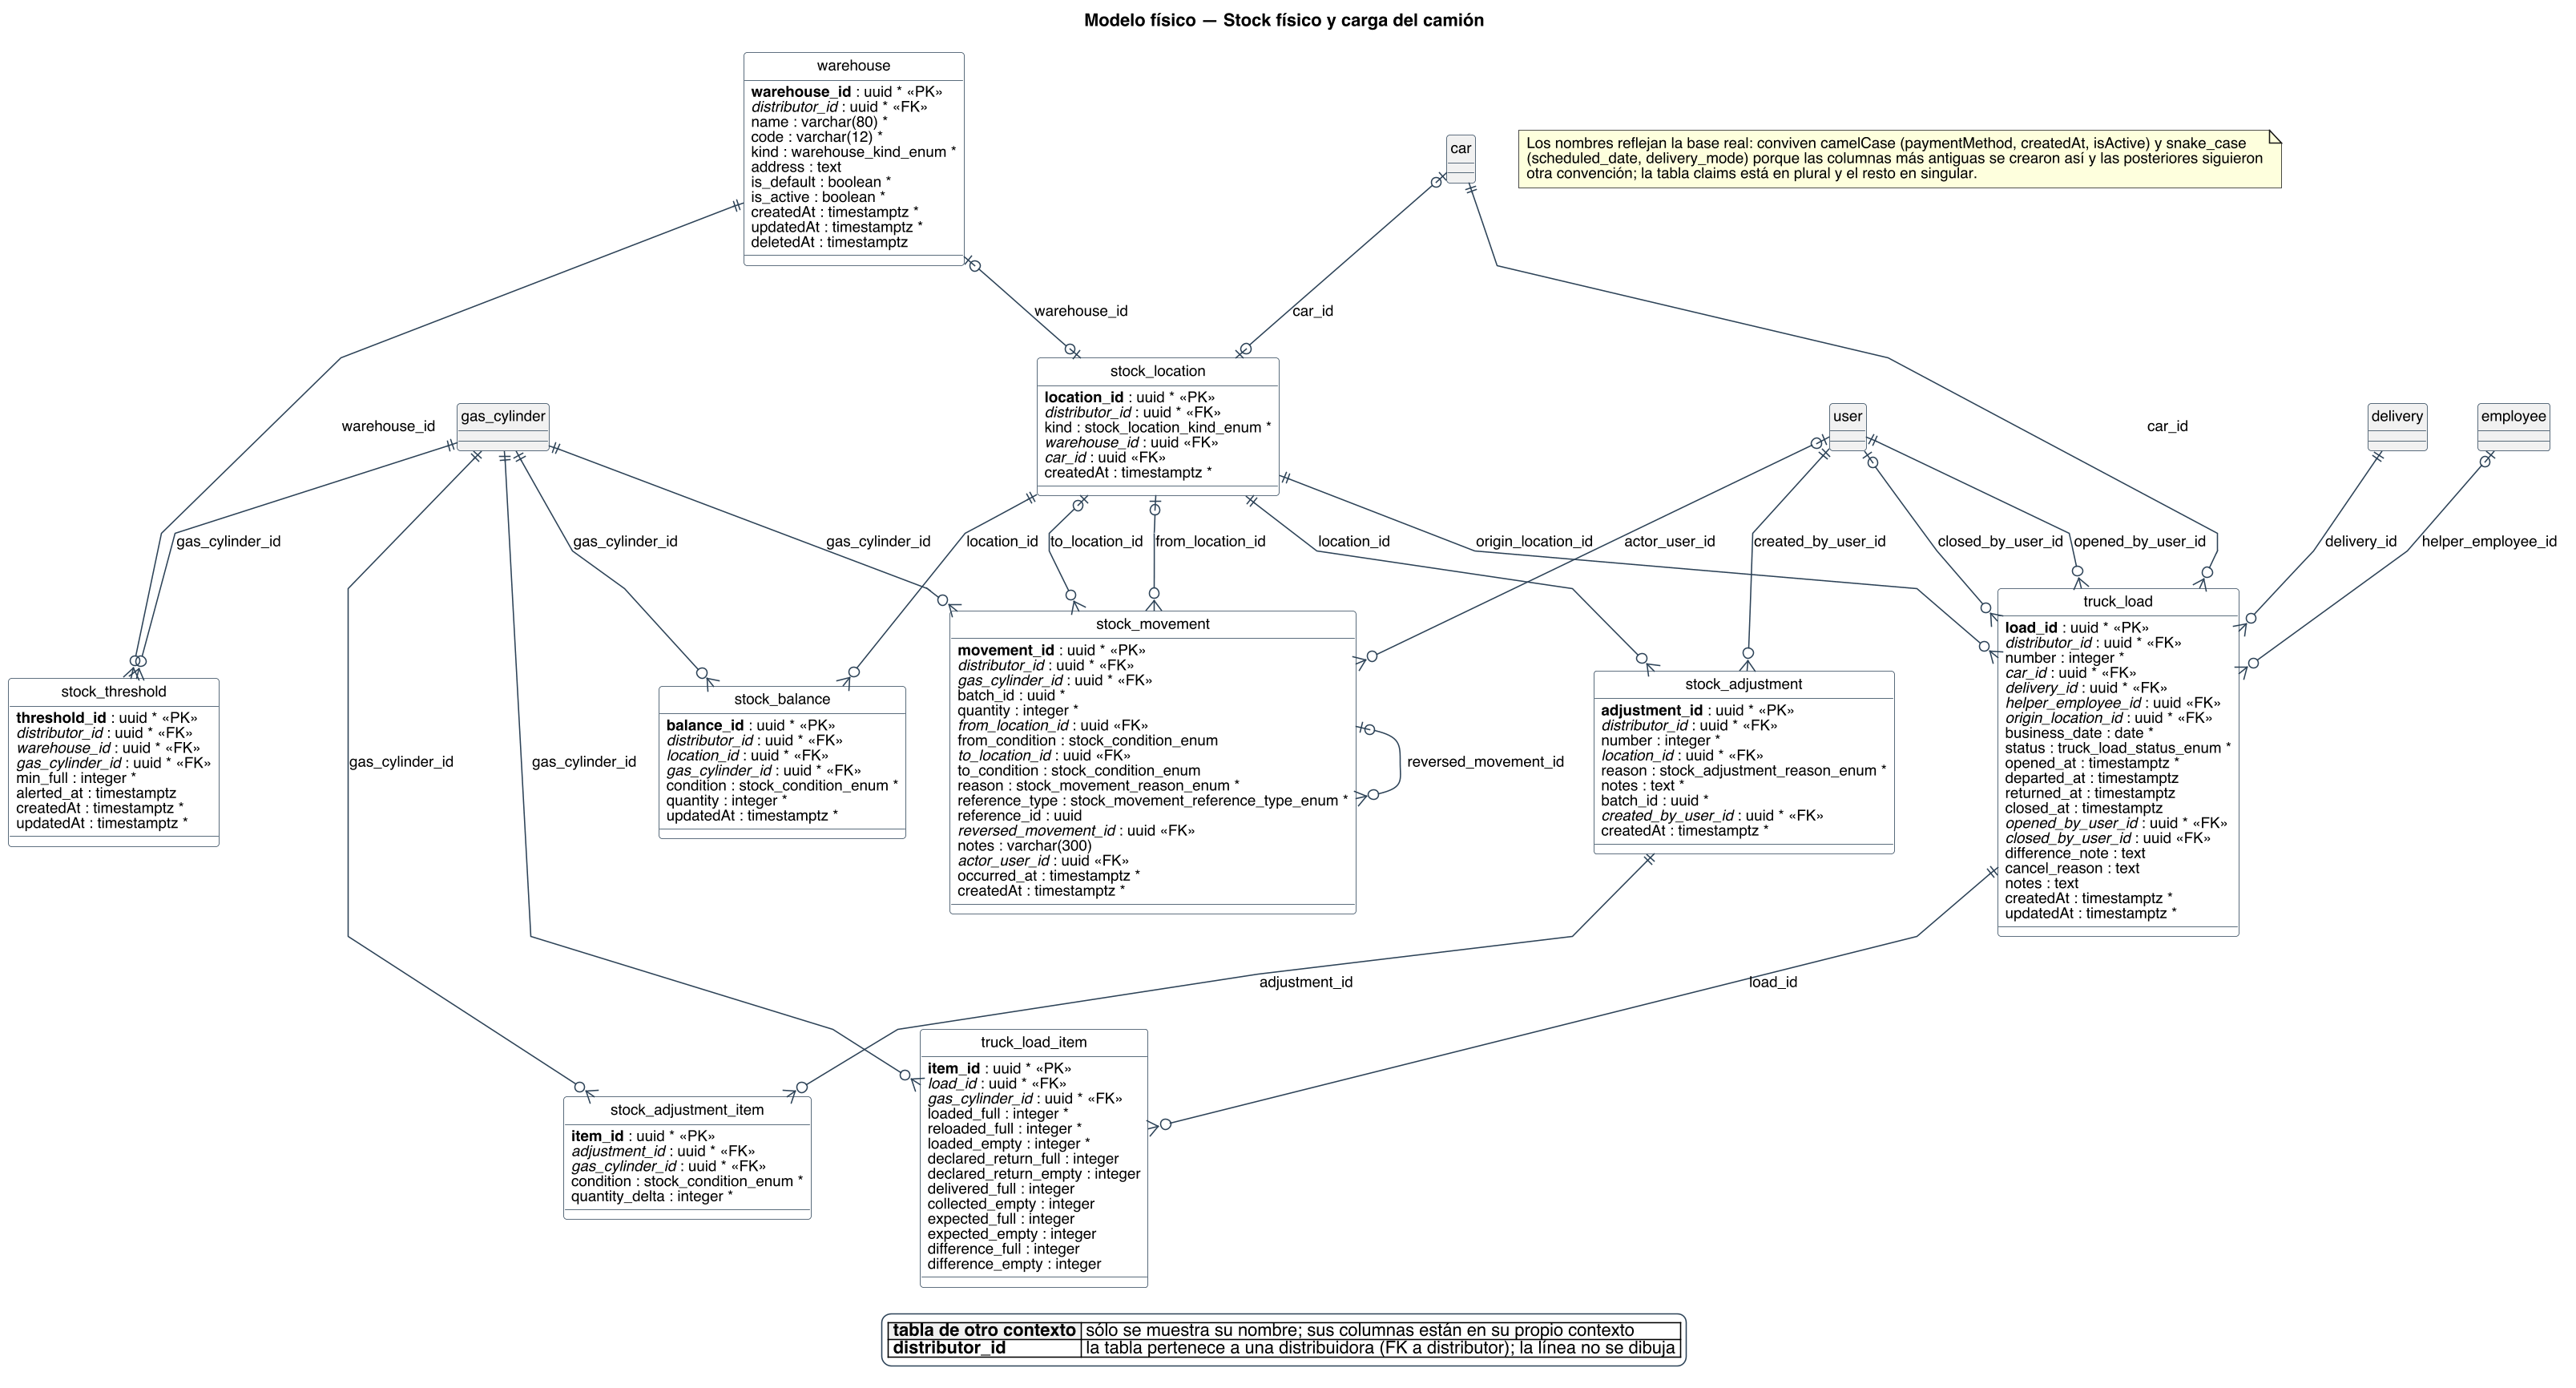 Modelo físico — Stock físico y carga del camión
warehouse
warehouse_id : uuid * «PK»
distributor_id : uuid * «FK»
name : varchar(80) *
code : varchar(12) *
kind : warehouse_kind_enum *
address : text
is_default : boolean *
is_active : boolean *
createdAt : timestamptz *
updatedAt : timestamptz *
deletedAt : timestamptz
car
Los nombres reflejan la base real: conviven camelCase (paymentMethod, createdAt, isActive) y snake_case
(scheduled_date, delivery_mode) porque las columnas más antiguas se crearon así y las posteriores siguieron
otra convención; la tabla claims está en plural y el resto en singular.
warehouse_id
car_id
stock_location
location_id : uuid * «PK»
distributor_id : uuid * «FK»
kind : stock_location_kind_enum *
warehouse_id : uuid «FK»
car_id : uuid «FK»
createdAt : timestamptz *
warehouse_id
gas_cylinder
user
car_id
delivery
employee
gas_cylinder_id
gas_cylinder_id
gas_cylinder_id
location_id
to_location_id
from_location_id
location_id
origin_location_id
actor_user_id
created_by_user_id
closed_by_user_id
opened_by_user_id
delivery_id
helper_employee_id
stock_threshold
threshold_id : uuid * «PK»
distributor_id : uuid * «FK»
warehouse_id : uuid * «FK»
gas_cylinder_id : uuid * «FK»
min_full : integer *
alerted_at : timestamptz
createdAt : timestamptz *
updatedAt : timestamptz *
gas_cylinder_id
gas_cylinder_id
stock_balance
balance_id : uuid * «PK»
distributor_id : uuid * «FK»
location_id : uuid * «FK»
gas_cylinder_id : uuid * «FK»
condition : stock_condition_enum *
quantity : integer *
updatedAt : timestamptz *
stock_movement
movement_id : uuid * «PK»
distributor_id : uuid * «FK»
gas_cylinder_id : uuid * «FK»
batch_id : uuid *
quantity : integer *
from_location_id : uuid «FK»
from_condition : stock_condition_enum
to_location_id : uuid «FK»
to_condition : stock_condition_enum
reason : stock_movement_reason_enum *
reference_type : stock_movement_reference_type_enum *
reference_id : uuid
reversed_movement_id : uuid «FK»
notes : varchar(300)
actor_user_id : uuid «FK»
occurred_at : timestamptz *
createdAt : timestamptz *
reversed_movement_id
stock_adjustment
adjustment_id : uuid * «PK»
distributor_id : uuid * «FK»
number : integer *
location_id : uuid * «FK»
reason : stock_adjustment_reason_enum *
notes : text *
batch_id : uuid *
created_by_user_id : uuid * «FK»
createdAt : timestamptz *
truck_load
load_id : uuid * «PK»
distributor_id : uuid * «FK»
number : integer *
car_id : uuid * «FK»
delivery_id : uuid * «FK»
helper_employee_id : uuid «FK»
origin_location_id : uuid * «FK»
business_date : date *
status : truck_load_status_enum *
opened_at : timestamptz *
departed_at : timestamptz
returned_at : timestamptz
closed_at : timestamptz
opened_by_user_id : uuid * «FK»
closed_by_user_id : uuid «FK»
difference_note : text
cancel_reason : text
notes : text
createdAt : timestamptz *
updatedAt : timestamptz *
adjustment_id
load_id
stock_adjustment_item
item_id : uuid * «PK»
adjustment_id : uuid * «FK»
gas_cylinder_id : uuid * «FK»
condition : stock_condition_enum *
quantity_delta : integer *
truck_load_item
item_id : uuid * «PK»
load_id : uuid * «FK»
gas_cylinder_id : uuid * «FK»
loaded_full : integer *
reloaded_full : integer *
loaded_empty : integer *
declared_return_full : integer
declared_return_empty : integer
delivered_full : integer
collected_empty : integer
expected_full : integer
expected_empty : integer
difference_full : integer
difference_empty : integer
tabla de otro contexto sólo se muestra su nombre; sus columnas están en su propio contexto
distributor_id la tabla pertenece a una distribuidora (FK a distributor); la línea no se dibuja